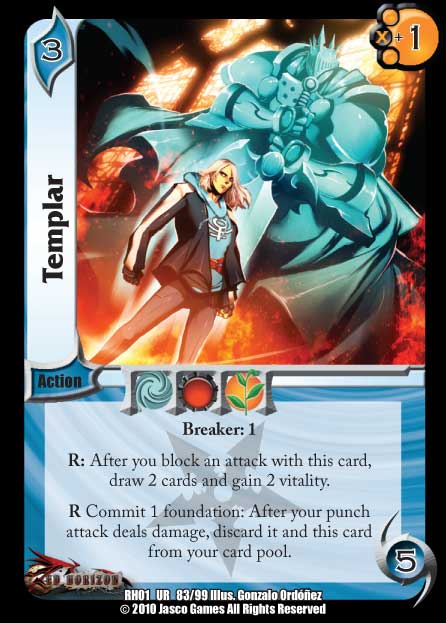 3
X + 1
Templar
Action
Breaker: 1
R: After you block an attack with this card,
draw 2 cards and gain 2 vitality.
R Commit 1 foundation: After your punch
attack deals damage, discard it and this card
from your card pool.
5
RED HORIZON
RH01 UR 83/99 Illus. Gonzalo Ordóñez
© 2010 Jasco Games All Rights Reserved